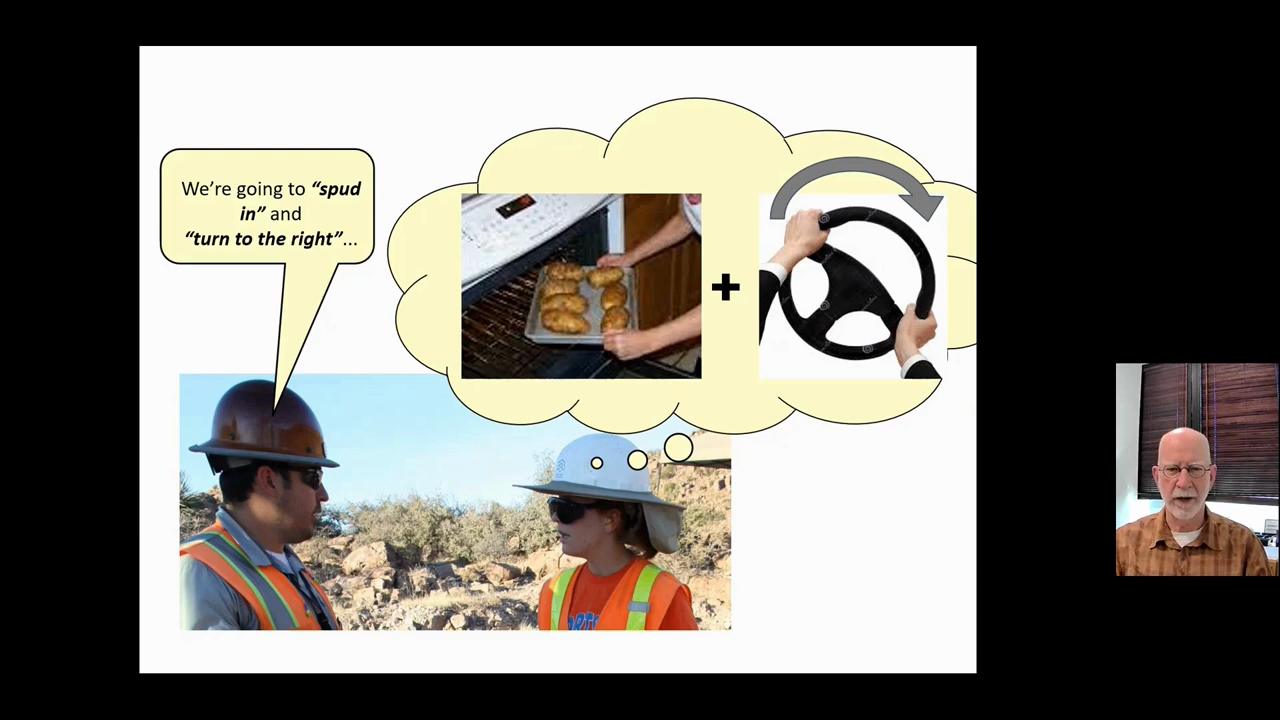 We're going to “spud
in” and
“turn to the right”...